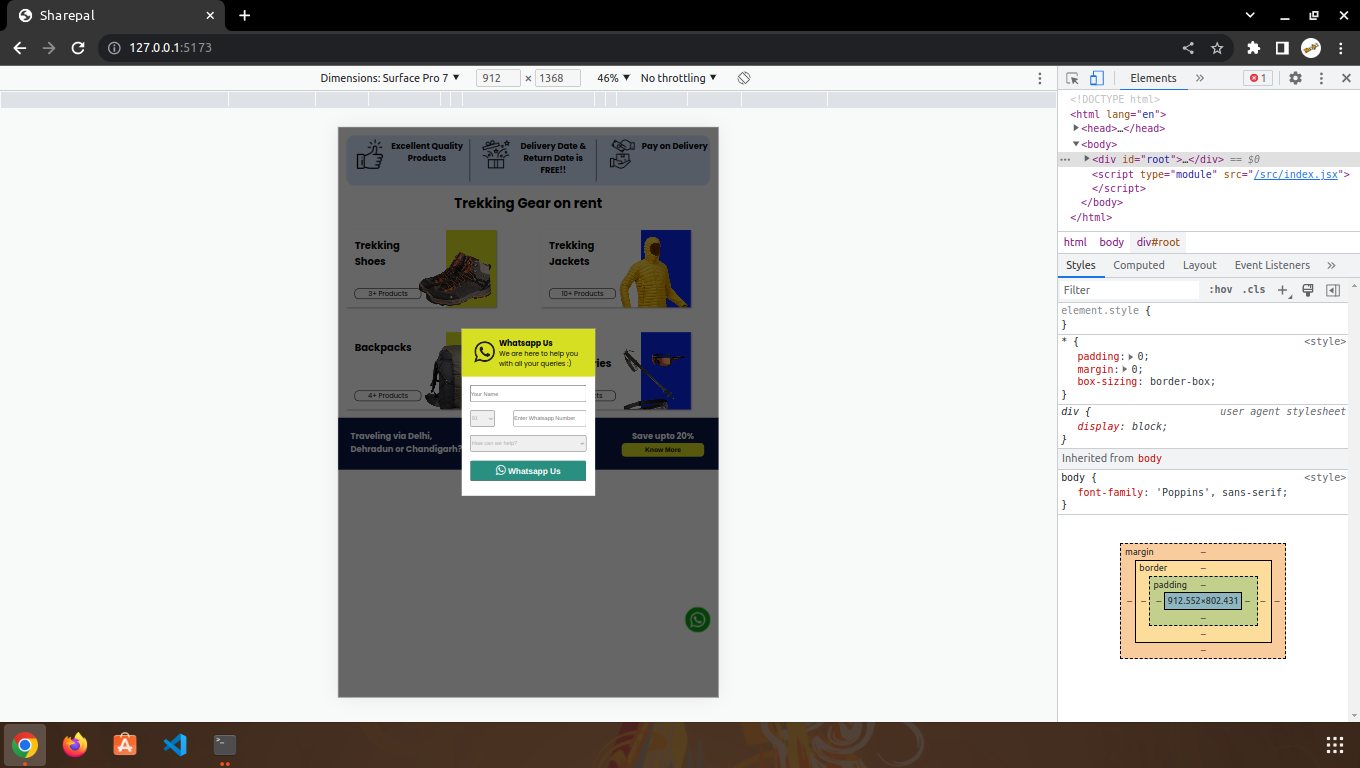 Sharepal
127.0.0.1:5173
Dimensions: Surface Pro 7 ▼ 912 × 1368 46% ▼ No throttling ▼
Elements » 1
<!DOCTYPE html>
<html lang="en">
<head>…</head>
<body>
<div id="root">…</div> == $0
<script type="module" src="/src/index.jsx">
</script>
</body>
</html>
html body div#root
Styles Computed Layout Event Listeners »
Filter :hov .cls +
element.style {
}
* { <style>
padding: 0;
margin: 0;
box-sizing: border-box;
}
div { user agent stylesheet
display: block;
}
Inherited from body
body { <style>
font-family: 'Poppins', sans-serif;
}
margin –
border –
padding –
– – – 912.552×802.431 – – –
–
–
–
Excellent Quality
Products
Delivery Date &
Return Date is
FREE!!
Pay on Delivery
Trekking Gear on rent
Trekking
Shoes
3+ Products
Trekking
Jackets
10+ Products
Backpacks
4+ Products
ries
cts
Whatsapp Us
We are here to help you
with all your queries :)
Your Name
91
Enter Whatsapp Number
How can we help?
Whatsapp Us
Traveling via Delhi,
Dehradun or Chandigarh?
Save upto 20%
Know More